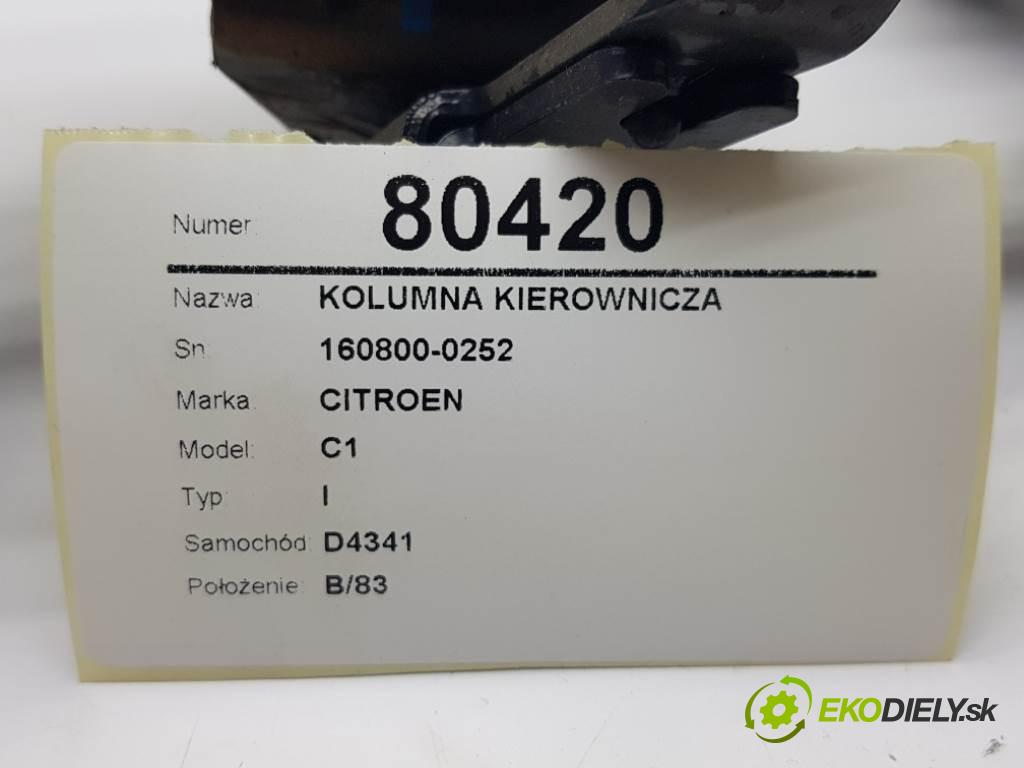 Numer: 80420
Nazwa: KOLUMNA KIEROWNICZA
Sn: 160800-0252
Marka: CITROEN
Model: C1
Typ: I
Samochód: D4341
Położenie: B/83
EKODIELY.sk